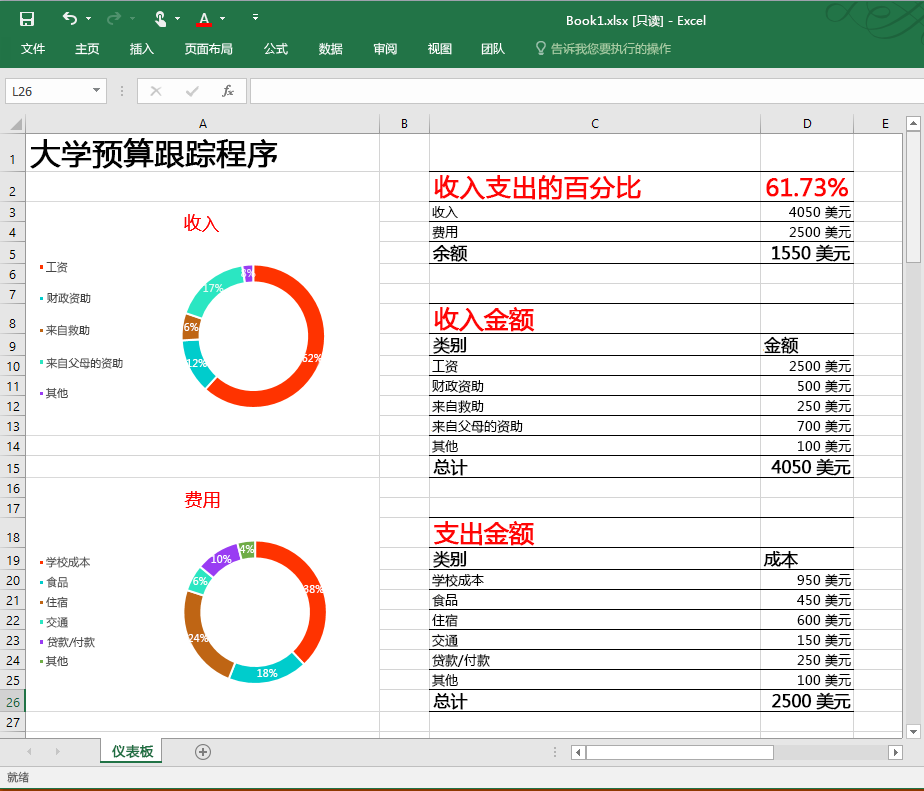 Book1.xlsx [只读] - Excel
文件 主页 插入 页面布局 公式 数据 审阅 视图 团队 告诉我您要执行的操作
L26 fx
A B C D E
1 大学预算跟踪程序
2 收入支出的百分比 61.73%
3 收入 4050 美元
4 费用 2500 美元
5 余额 1550 美元
6
7
8 收入金额
9 类别 金额
10 工资 2500 美元
11 财政资助 500 美元
12 来自救助 250 美元
13 来自父母的资助 700 美元
14 其他 100 美元
15 总计 4050 美元
16
17
18 支出金额
19 类别 成本
20 学校成本 950 美元
21 食品 450 美元
22 住宿 600 美元
23 交通 150 美元
24 贷款/付款 250 美元
25 其他 100 美元
26 总计 2500 美元
27
收入
工资
财政资助
来自救助
来自父母的资助
其他
8%
17%
6%
12%
62%
费用
学校成本
食品
住宿
交通
贷款/付款
其他
4%
10%
6%
24%
18%
38%
仪表板
就绪